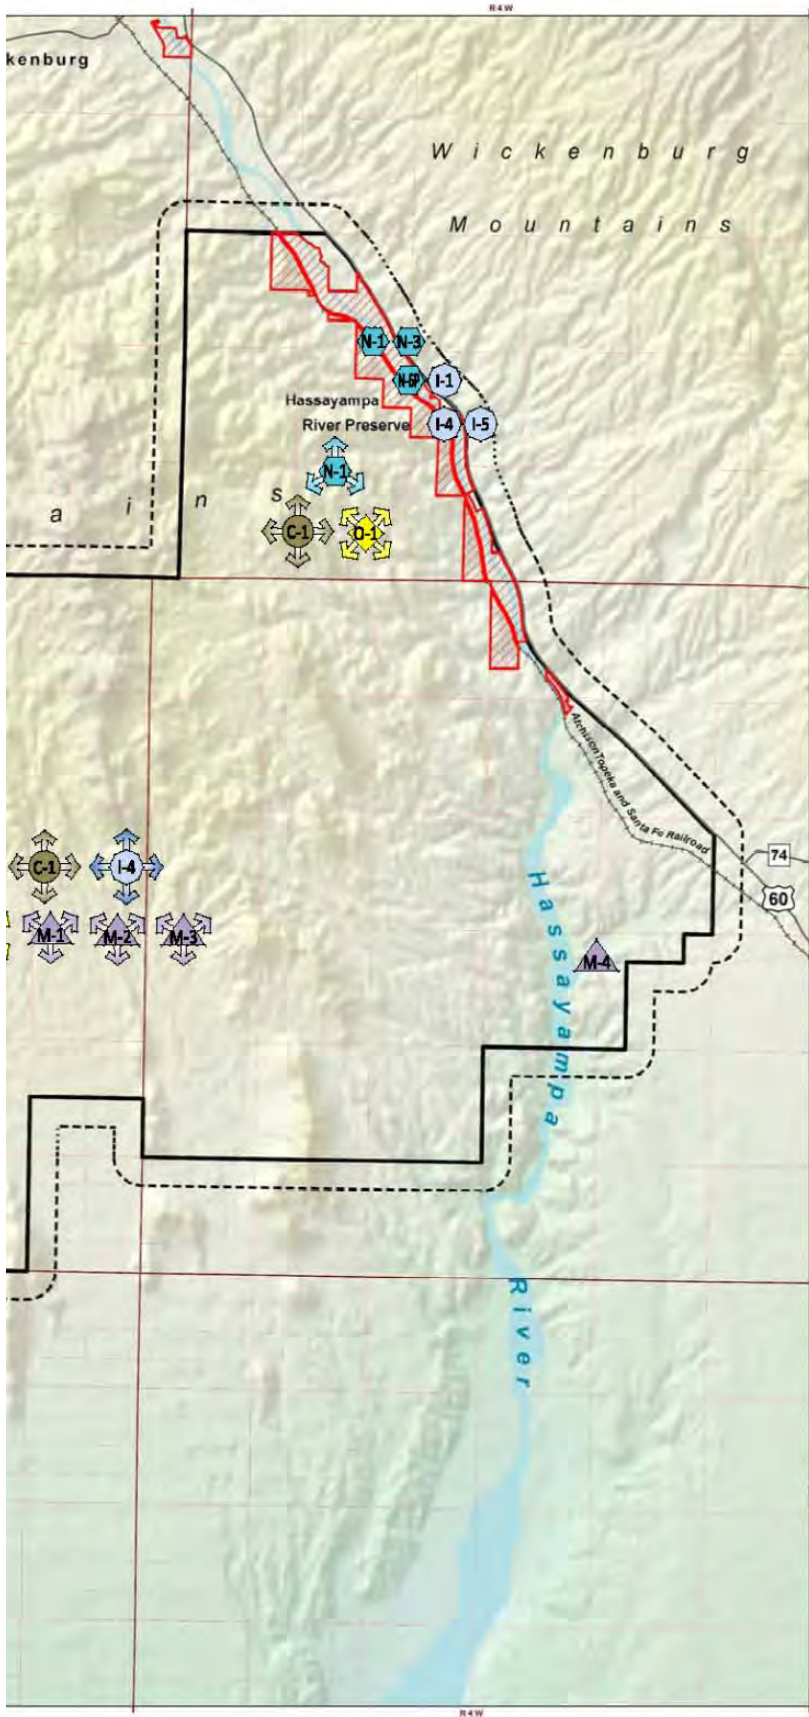 R4W
kenburg
W i c k e n b u r g
M o u n t a i n s
N-1 N-3
N-6P I-1
Hassayampa
River Preserve
I-4 I-5
N-1
a i n s
C-1 O-1
Atchison Topeka and Santa Fe Railroad
74
C-1 I-4
60
M-1 M-2 M-3
M-4
H a s s a y a m p a
R i v e r
R4W